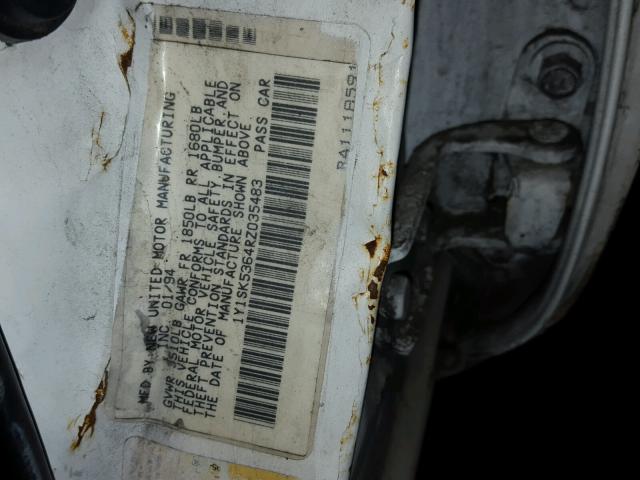 MFD BY NEW UNITED MOTOR MANUFACTURING
INC. 01/94
GVWR 3510LB GAWR FR 1850LB RR 1680LB
THIS VEHICLE CONFORMS TO ALL APPLICABLE
FEDERAL MOTOR VEHICLE SAFETY, BUMPER, AND
THEFT PREVENTION STANDARDS IN EFFECT ON
THE DATE OF MANUFACTURE SHOWN ABOVE
1Y1SK5364RZ035483 PASS CAR
R4111B591